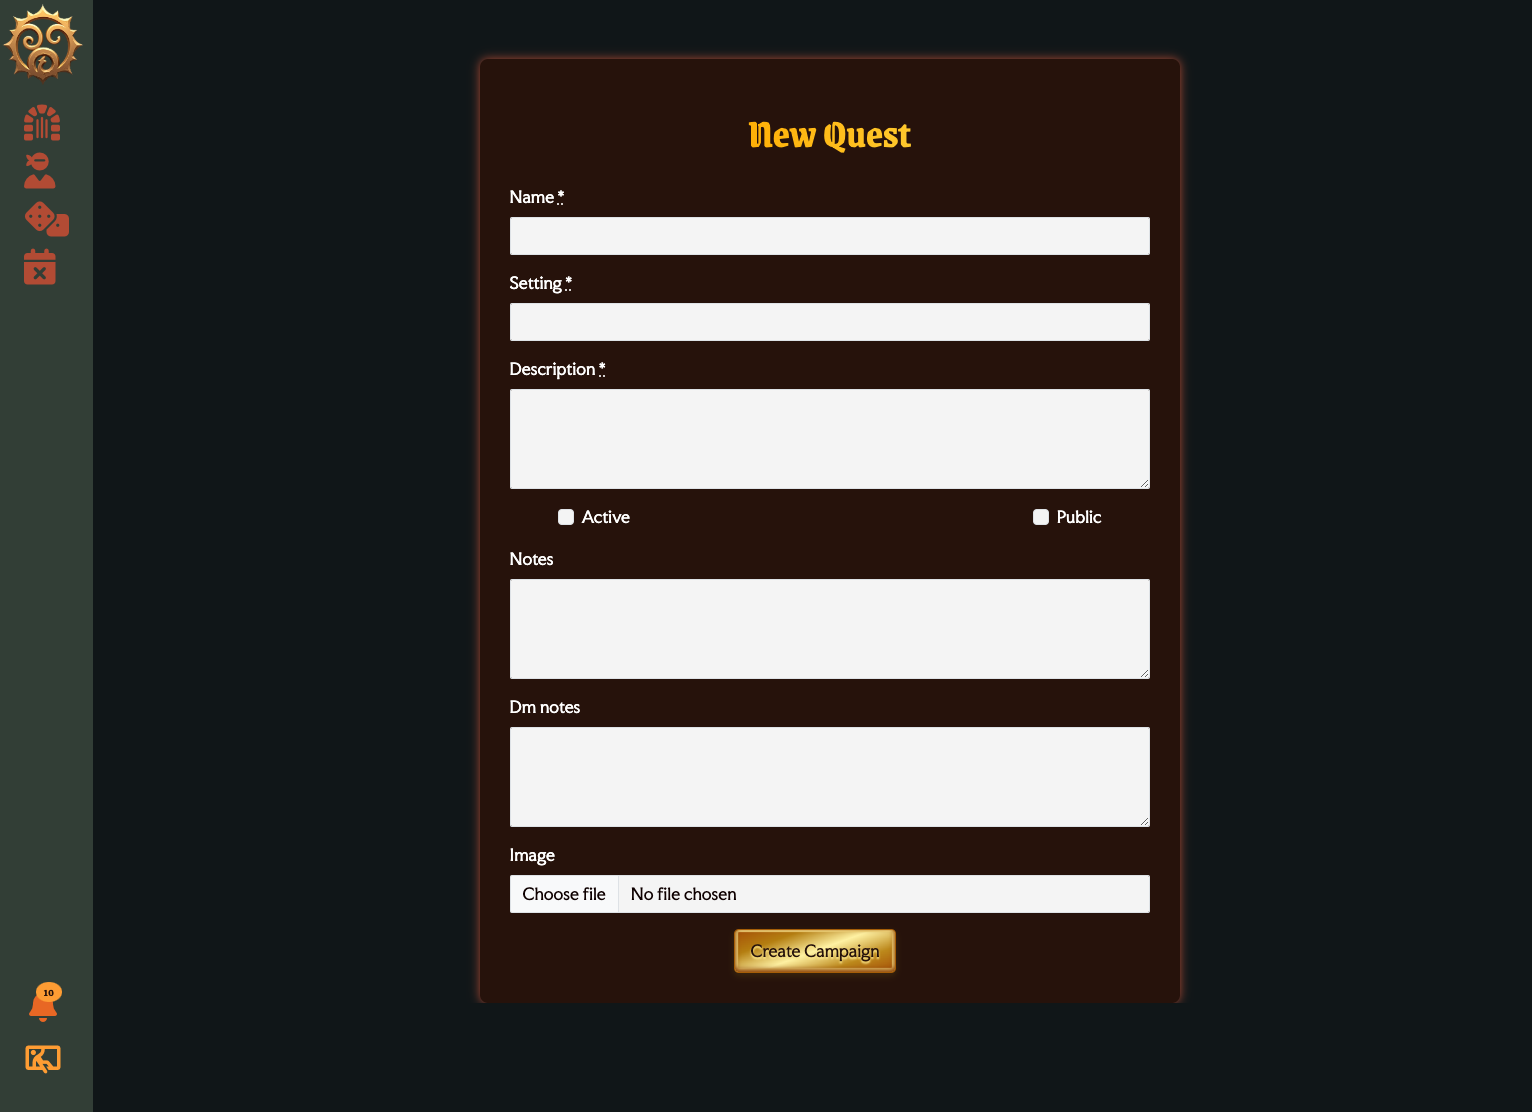 New Quest
Name *
Setting *
Description *
Active
Public
Notes
Dm notes
Image
Choose file No file chosen
Create Campaign
10